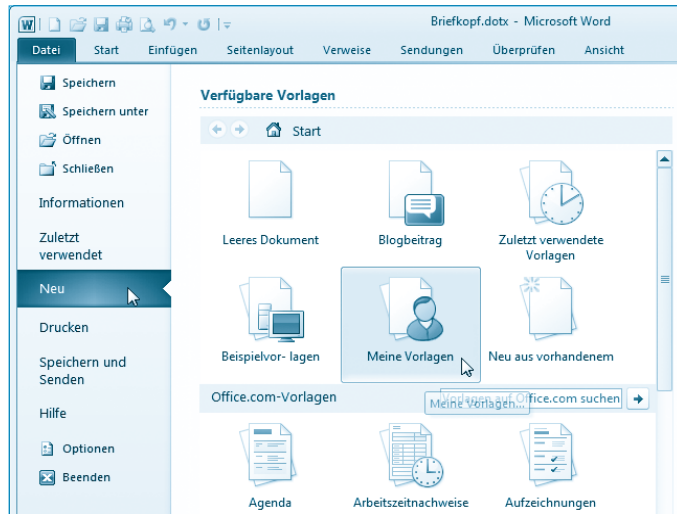 Briefkopf.dotx - Microsoft Word
Datei Start Einfügen Seitenlayout Verweise Sendungen Überprüfen Ansicht
Speichern
Speichern unter
Öffnen
Schließen
Informationen
Zuletzt
verwendet
Neu
Drucken
Speichern und
Senden
Hilfe
Optionen
Beenden
Verfügbare Vorlagen
Start
Leeres Dokument
Blogbeitrag
Zuletzt verwendete
Vorlagen
Beispielvor- lagen
Meine Vorlagen
Neu aus vorhandenem
Office.com-Vorlagen
Vorlagen auf Office.com suchen
Meine Vorlagen...
Agenda
Arbeitszeitnachweise
Aufzeichnungen